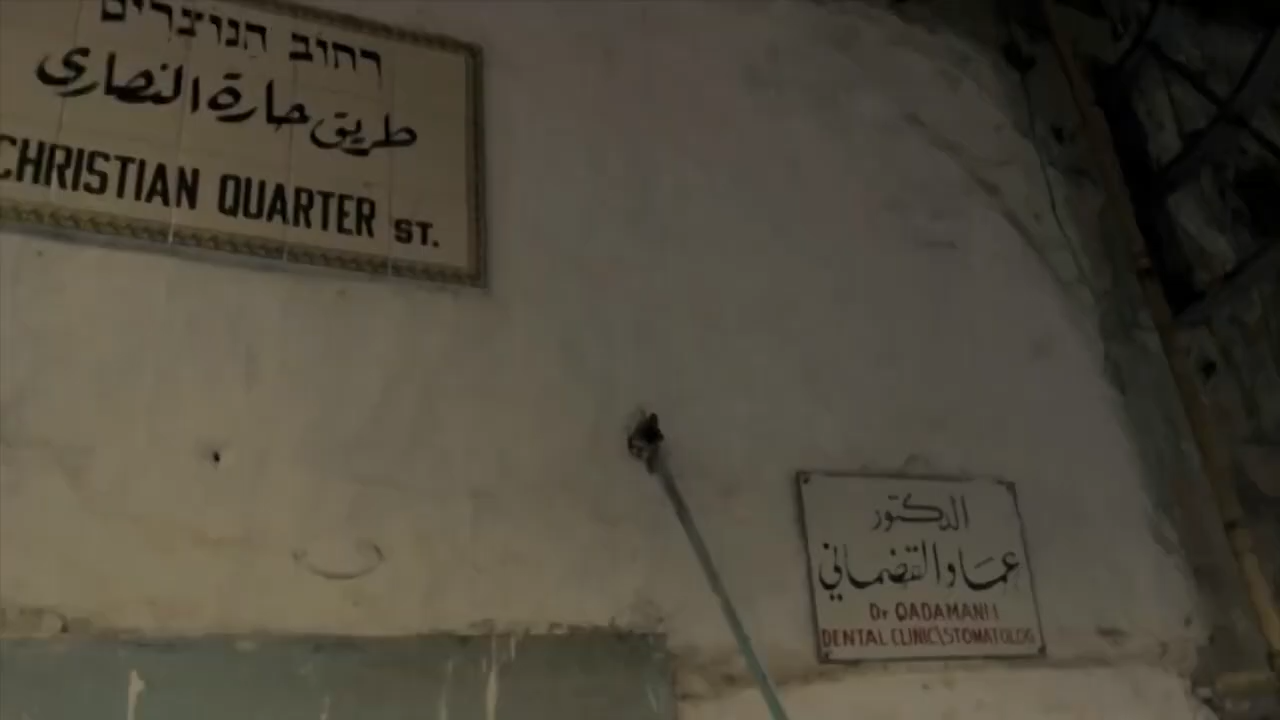 רחוב הנוצרים
طريق حارة النصارى
CHRISTIAN QUARTER ST.
الدكتور
عماد القضماني
Dr QADAMANI
DENTAL CLINIC\STOMATOLOG